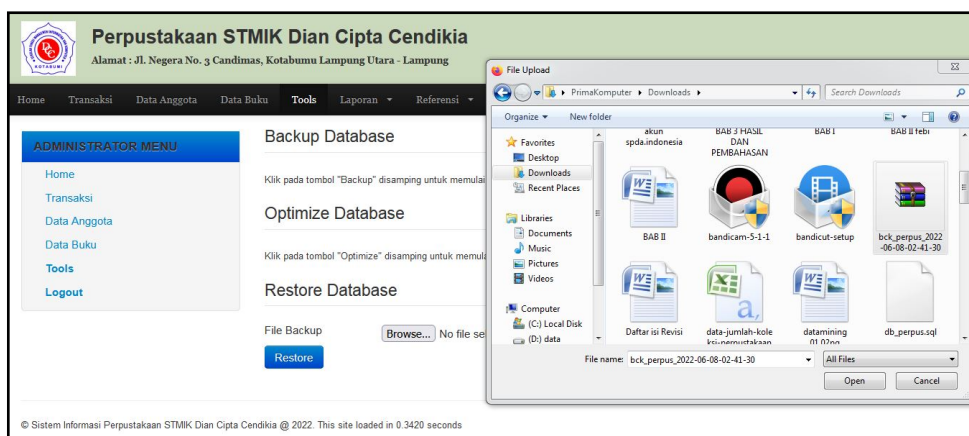 Perpustakaan STMIK Dian Cipta Cendikia
Alamat : Jl. Negera No. 3 Candimas, Kotabumu Lampung Utara - Lampung
Home Transaksi Data Anggota Data Buku Tools Laporan Referensi
ADMINISTRATOR MENU
Home
Transaksi
Data Anggota
Data Buku
Tools
Logout
Backup Database
Klik pada tombol "Backup" disamping untuk memulai
Optimize Database
Klik pada tombol "Optimize" disamping untuk memula
Restore Database
File Backup Browse... No file se
Restore
© Sistem Informasi Perpustakaan STMIK Dian Cipta Cendikia @ 2022. This site loaded in 0.3420 seconds
File Upload
PrimaKomputer Downloads
Search Downloads
Organize New folder
Favorites
Desktop
Downloads
Recent Places
Libraries
Documents
Music
Pictures
Videos
Computer
(C:) Local Disk
(D:) data
akun
spda.indonesia
BAB 3 HASIL
DAN
PEMBAHASAN
BAB I
BAB II febi
BAB II
bandicam-5-1-1
bandicut-setup
bck_perpus_2022
-06-08-02-41-30
Daftar isi Revisi
data-jumlah-kole
ksi-perpustakaan
datamining
01.02ng
db_perpus.sql
File name: bck_perpus_2022-06-08-02-41-30
All Files
Open Cancel